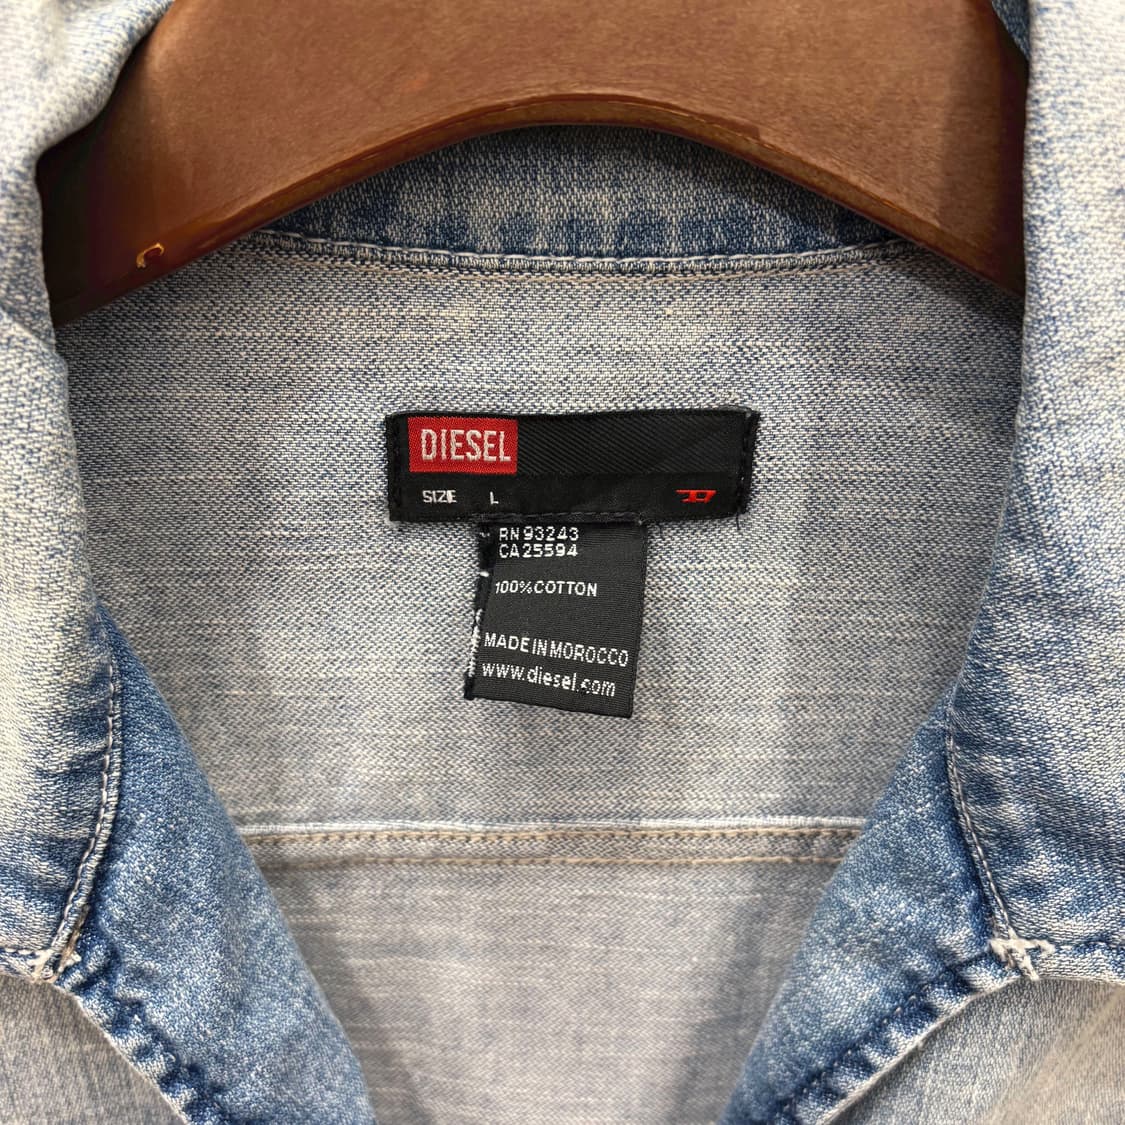 DIESEL
SIZE L
RN 93243
CA 25594
100% COTTON
MADE IN MOROCCO
www.diesel.com